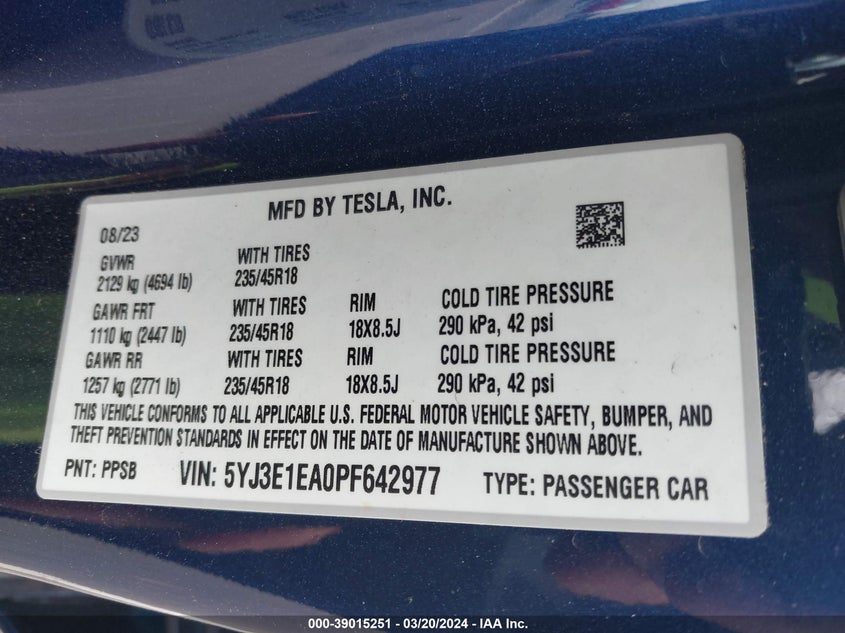 MFD BY TESLA, INC.
08/23
GVWR WITH TIRES
2129 kg (4694 lb) 235/45R18
GAWR FRT WITH TIRES RIM COLD TIRE PRESSURE
1110 kg (2447 lb) 235/45R18 18X8.5J 290 kPa, 42 psi
GAWR RR WITH TIRES RIM COLD TIRE PRESSURE
1257 kg (2771 lb) 235/45R18 18X8.5J 290 kPa, 42 psi
THIS VEHICLE CONFORMS TO ALL APPLICABLE U.S. FEDERAL MOTOR VEHICLE SAFETY, BUMPER, AND
THEFT PREVENTION STANDARDS IN EFFECT ON THE DATE OF MANUFACTURE SHOWN ABOVE.
PNT: PPSB VIN: 5YJ3E1EA0PF642977 TYPE: PASSENGER CAR
000-39015251 - 03/20/2024 - IAA Inc.